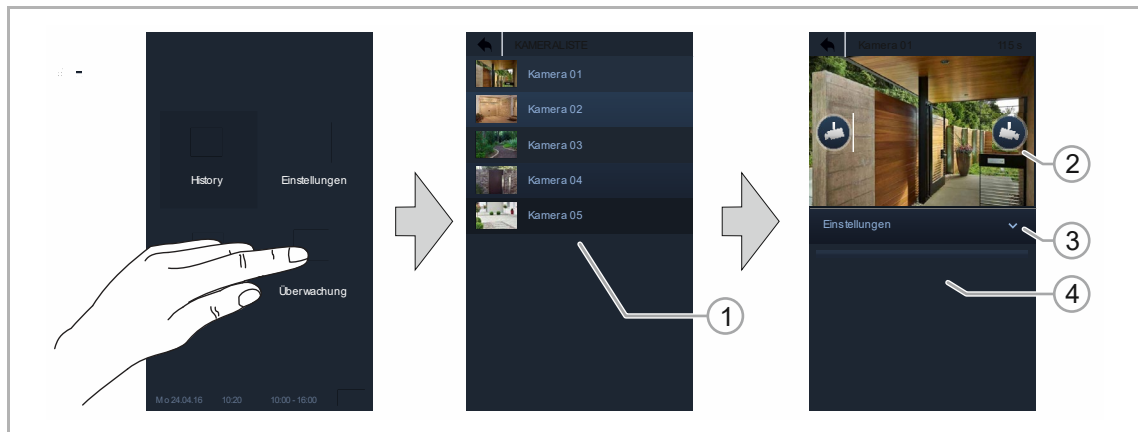 History
Einstellungen
Überwachung
Mo 24.04.16 10:20 10:00 - 16:00
KAMERALISTE
Kamera 01
Kamera 02
Kamera 03
Kamera 04
Kamera 05
1
Kamera 01 115 s
2
Einstellungen
3
4